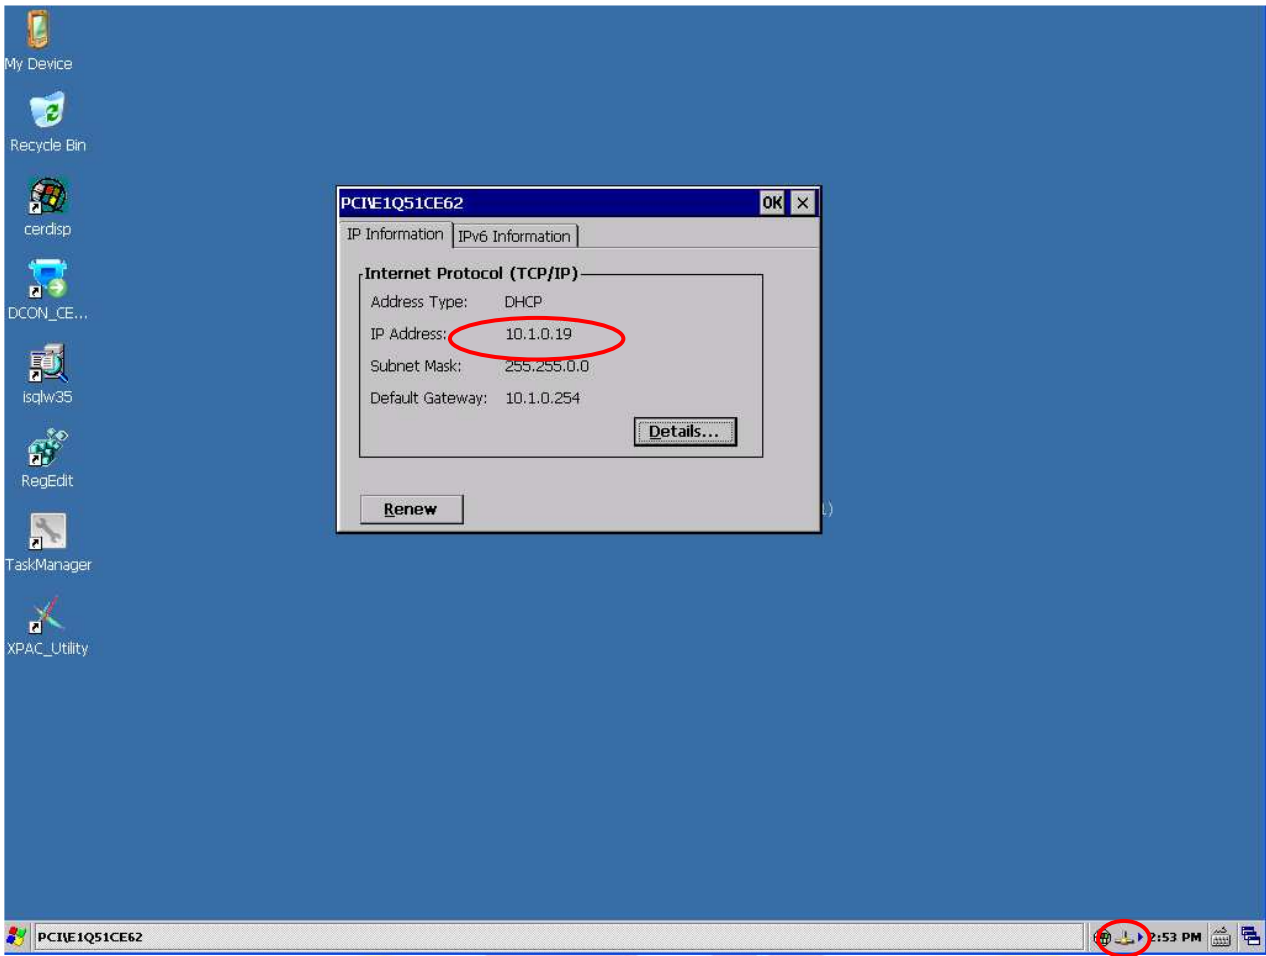 My Device
Recycle Bin
cerdisp
DCON_CE...
isqlw35
RegEdit
TaskManager
XPAC_Utility
PCI\E1Q51CE62
OK
IP Information
IPv6 Information
Internet Protocol (TCP/IP)
Address Type: DHCP
IP Address: 10.1.0.19
Subnet Mask: 255.255.0.0
Default Gateway: 10.1.0.254
Details...
Renew
PCI\E1Q51CE62
2:53 PM